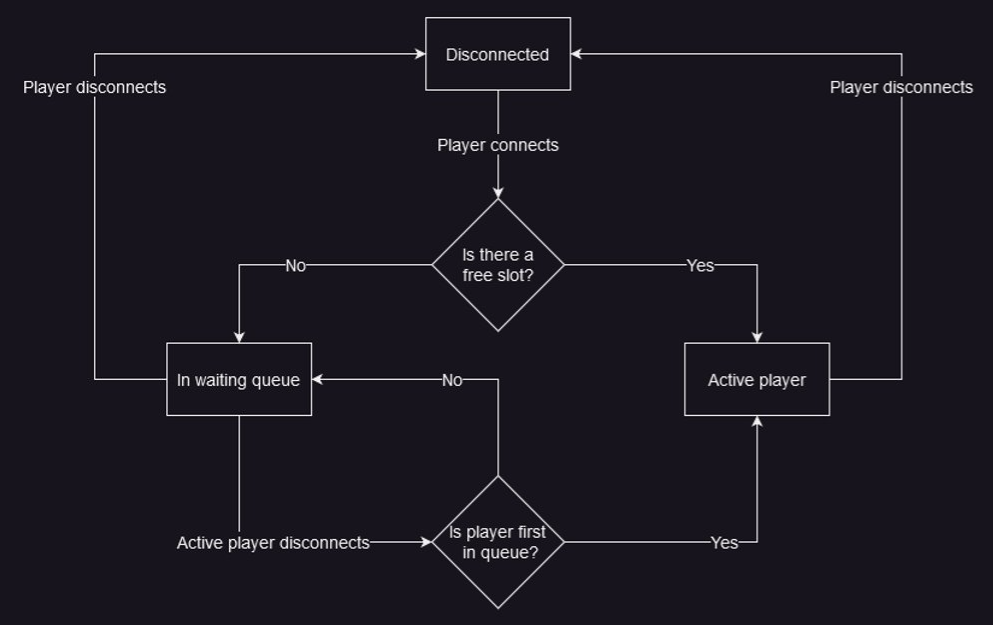 Disconnected
Player disconnects
Player disconnects
Player connects
Is there a
free slot?
No
Yes
In waiting queue
No
Active player
Is player first
in queue?
Active player disconnects
Yes